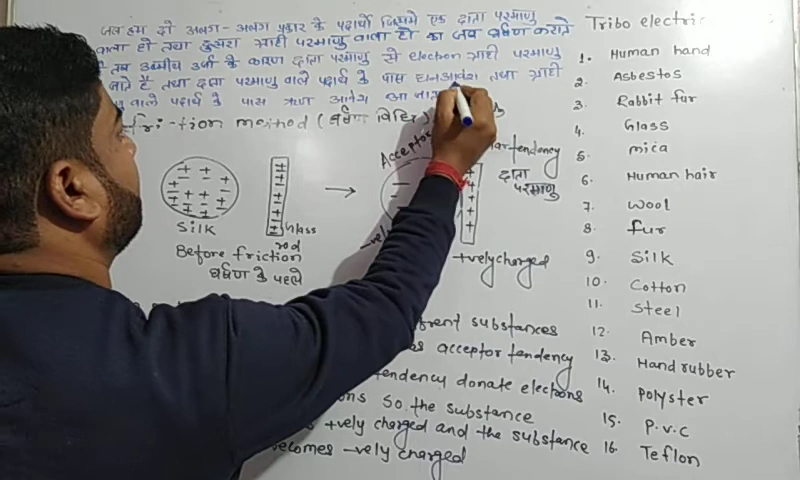 जब हम दो अलग-अलग प्रकार के पदार्थो जिसमे एक दाता परमाणु
वाला हो तथा दुसरा ग्राही परमाणु वाला हो को जब घर्षण कराते
है तब उष्मीय उर्जा के कारण दाता परमाणु से electron ग्राही परमाणु
जाते है तथा दाता परमाणु वाले पदार्थ के पास धनआवेश तथा ग्राही
वाले पदार्थ के पास ऋण आवेश आ जा
fri-tion method (घर्षण विधि)
Acceptor
tendency
दाता
परमाणु
Silk
Glass
rod
Before friction
घर्षण के पहले
-vely
+velycharged
substances
acceptor tendency
tendency donate electrons
so the substance
+vely charged and the substance
becomes -vely charged
Tribo electric
1. Human hand
2. Asbestos
3. Rabbit fur
4. Glass
5. mica
6. Human hair
7. Wool
8. fur
9. Silk
10. Cotton
11. Steel
12. Amber
13. Hand rubber
14. Polyster
15. P.v.c
16. Teflon